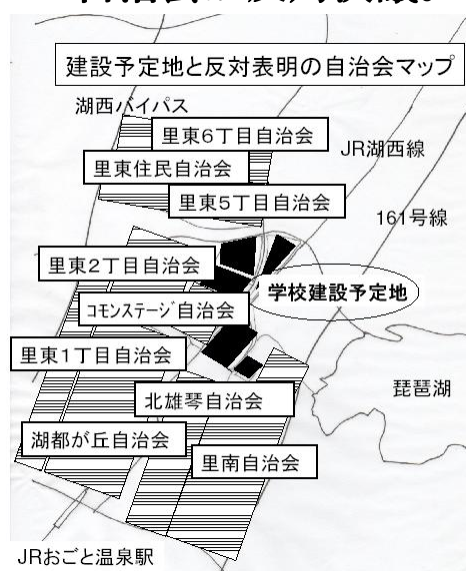 建設予定地と反対表明の自治会マップ
湖西バイパス
里東6丁目自治会
JR湖西線
里東住民自治会
里東5丁目自治会
161号線
里東2丁目自治会
学校建設予定地
コモンステージ自治会
里東1丁目自治会
琵琶湖
北雄琴自治会
湖都が丘自治会
里南自治会
JRおごと温泉駅